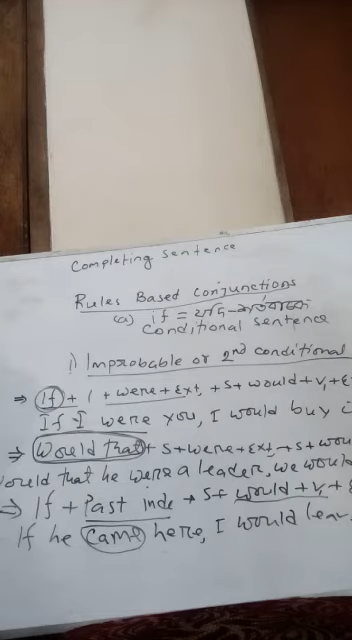 Completing sentence
Rules Based Conjunctions
(a) if = যদি-শর্তবাচক
Conditional sentence
1) Improbable or 2nd conditional
⇒ If + I + were + Ext, + S + would + V1 + E
If I were you, I would buy
⇒ Would that + S + were + Ext + S + wou
ould that he were a leader, we would
⇒ If + Past inde + S + would + V1 +
If he came here, I would